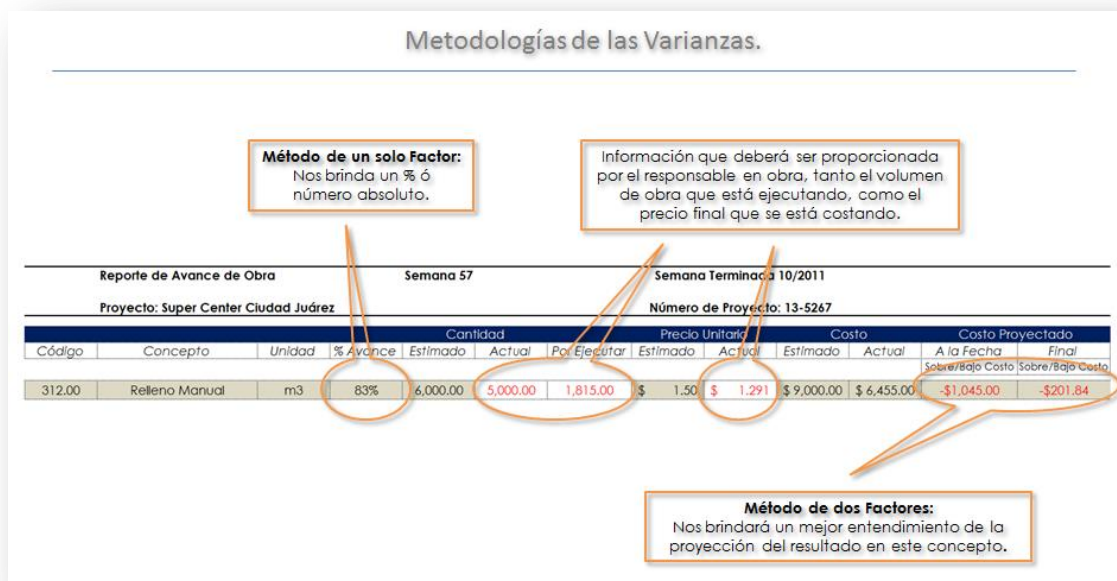 Metodologías de las Varianzas.
Método de un solo Factor:
Nos brinda un % ó
número absoluto.
Información que deberá ser proporcionada
por el responsable en obra, tanto el volumen
de obra que está ejecutando, como el
precio final que se está costando.
Reporte de Avance de Obra Semana 57 Semana Terminada 10/2011
Proyecto: Super Center Ciudad Juárez Número de Proyecto: 13-5267
Cantidad Precio Unitario Costo Costo Proyectado
Código Concepto Unidad % Avance Estimado Actual Por Ejecutar Estimado Actual Estimado Actual A la Fecha Final
Sobre/Bajo Costo Sobre/Bajo Costo
312.00 Relleno Manual m3 83% 6,000.00 5,000.00 1,815.00 $ 1.50 $ 1.291 $ 9,000.00 $ 6,455.00 -$1,045.00 -$201.84
Método de dos Factores:
Nos brindará un mejor entendimiento de la
proyección del resultado en este concepto.